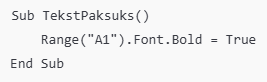 Sub TekstPaksuks()
    Range("A1").Font.Bold = True
End Sub